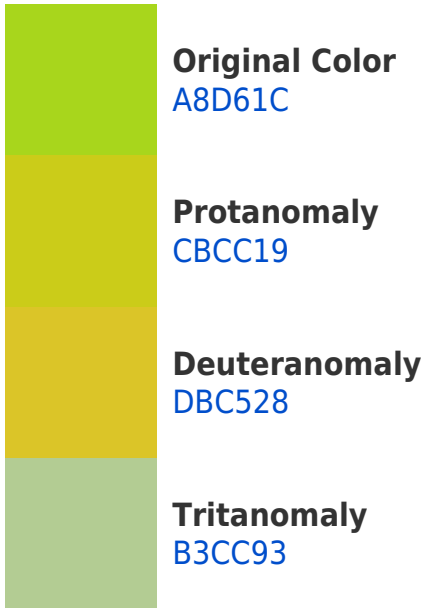 Original Color
A8D61C
Protanomaly
CBCC19
Deuteranomaly
DBC528
Tritanomaly
B3CC93